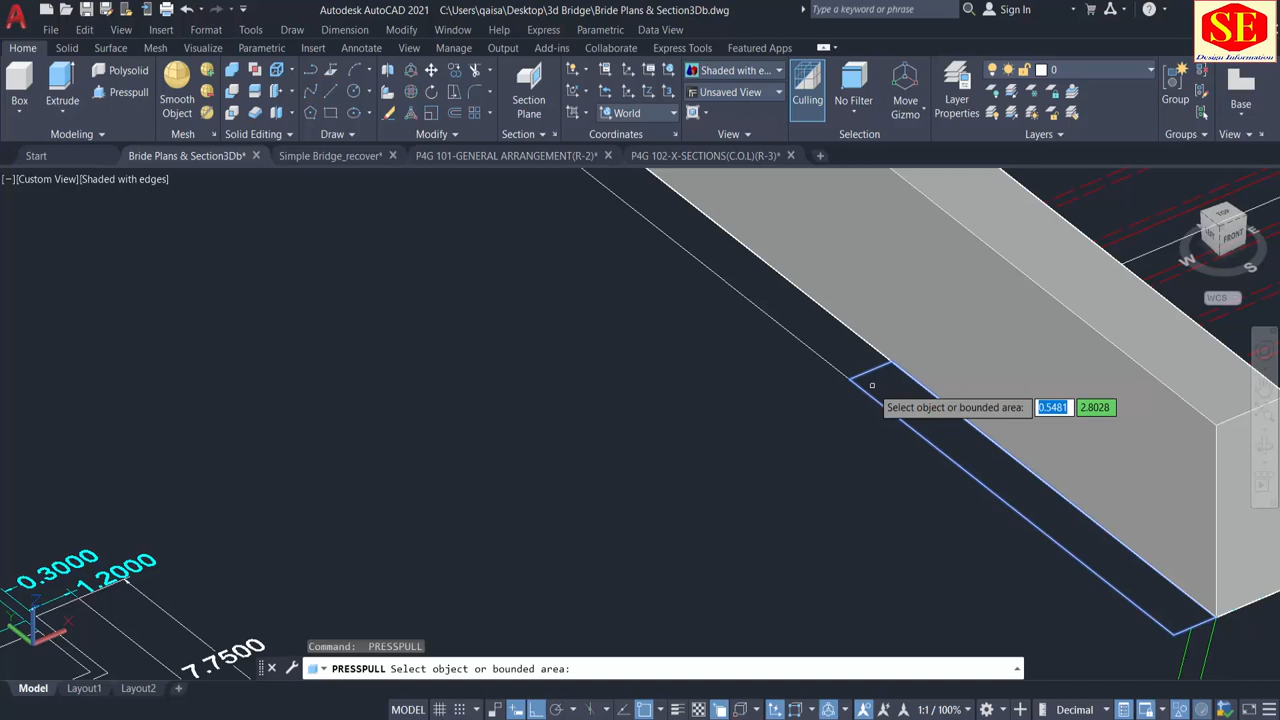 Autodesk AutoCAD 2021   C:\Users\qaisa\Desktop\3d Bridge\Bride Plans & Section3Db.dwg
Type a keyword or phrase
Sign In
SE
Design Information
File Edit View Insert Format Tools Draw Dimension Modify Window Help Express Parametric Data View
Home Solid Surface Mesh Visualize Parametric Insert Annotate View Manage Output Add-ins Collaborate Express Tools Featured Apps
Polysolid
Presspull
Box
Extrude
Smooth
Object
Section
Plane
World
Shaded with e...
Unsaved View
Culling
No Filter
Move
Gizmo
Layer
Properties
0
Group
Base
Modeling Mesh Solid Editing Draw Modify Section Coordinates View Selection Layers Groups View
Start Bride Plans & Section3Db* Simple Bridge_recover* P4G 101-GENERAL ARRANGEMENT(R-2)* P4G 102-X-SECTIONS(C.O.L)(R-3)*
[−][Custom View][Shaded with edges]
TOP
LEFT
FRONT
E
W
S
WCS
Select object or bounded area: 0.5481 2.8028
0.3000
1.2000
7.7500
Z
Y
X
Command: PRESSPULL
PRESSPULL Select object or bounded area:
Model Layout1 Layout2
MODEL
1:1 / 100%
Decimal